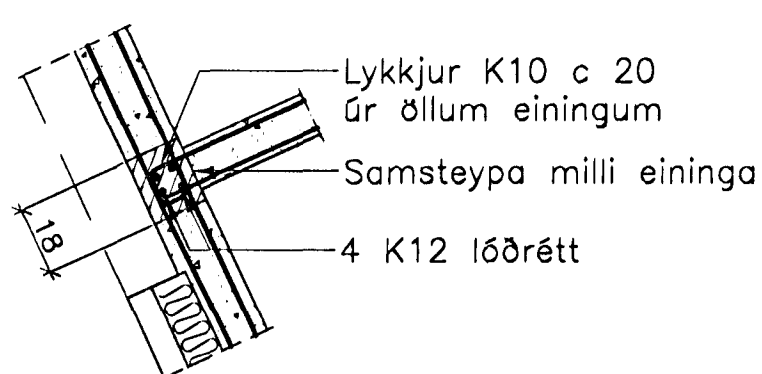 Lykkjur K10 c 20
úr öllum einingum
Samsteypa milli eininga
4 K12 lóðrétt
18